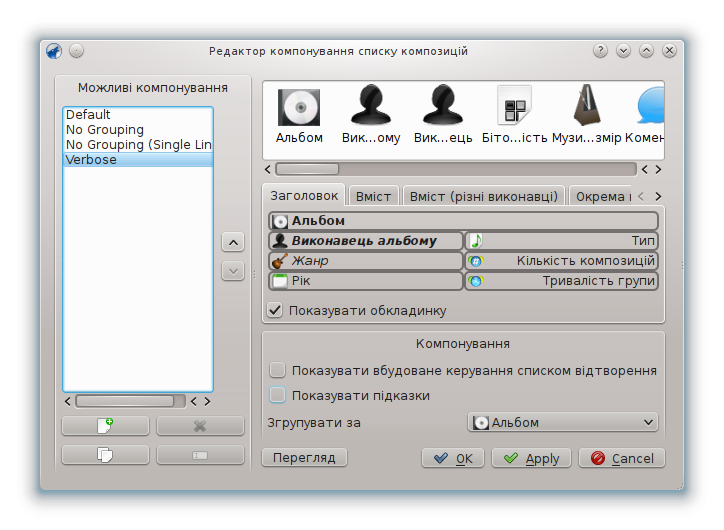 Редактор компонування списку композицій
Можливі компонування
Default
No Grouping
No Grouping (Single Lin
Verbose
Альбом
Вик...ому
Вик...ець
Біто...ість
Музи...змір
Комен
Заголовок
Вміст
Вміст (різні виконавці)
Окрема
Альбом
Виконавець альбому
Тип
Жанр
Кількість композицій
Рік
Тривалість групи
Показувати обкладинку
Компонування
Показувати вбудоване керування списком відтворення
Показувати підказки
Згрупувати за
Альбом
Перегляд
OK
Apply
Cancel